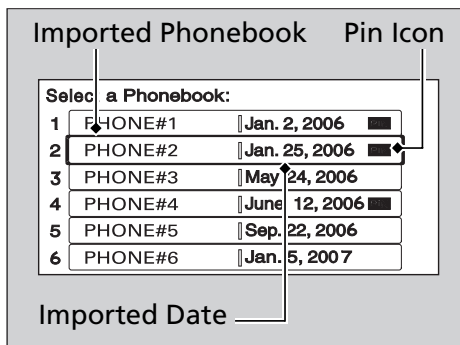 Imported Phonebook Pin Icon
Select a Phonebook:
1 PHONE#1 Jan. 2, 2006
2 PHONE#2 Jan. 25, 2006
3 PHONE#3 May 24, 2006
4 PHONE#4 June 12, 2006
5 PHONE#5 Sep. 22, 2006
6 PHONE#6 Jan. 5, 2007
Imported Date